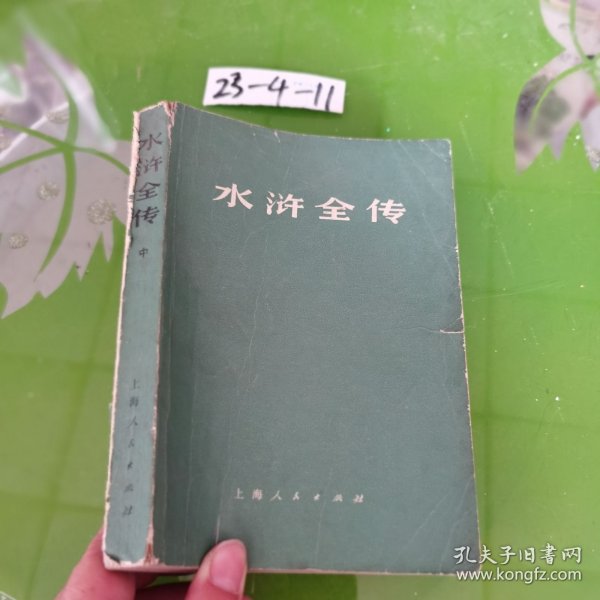 23-4-11
水浒全传
中
上海人民出版社
水浒全传
上海人民出版社
孔夫子旧书网
www.kongfz.com